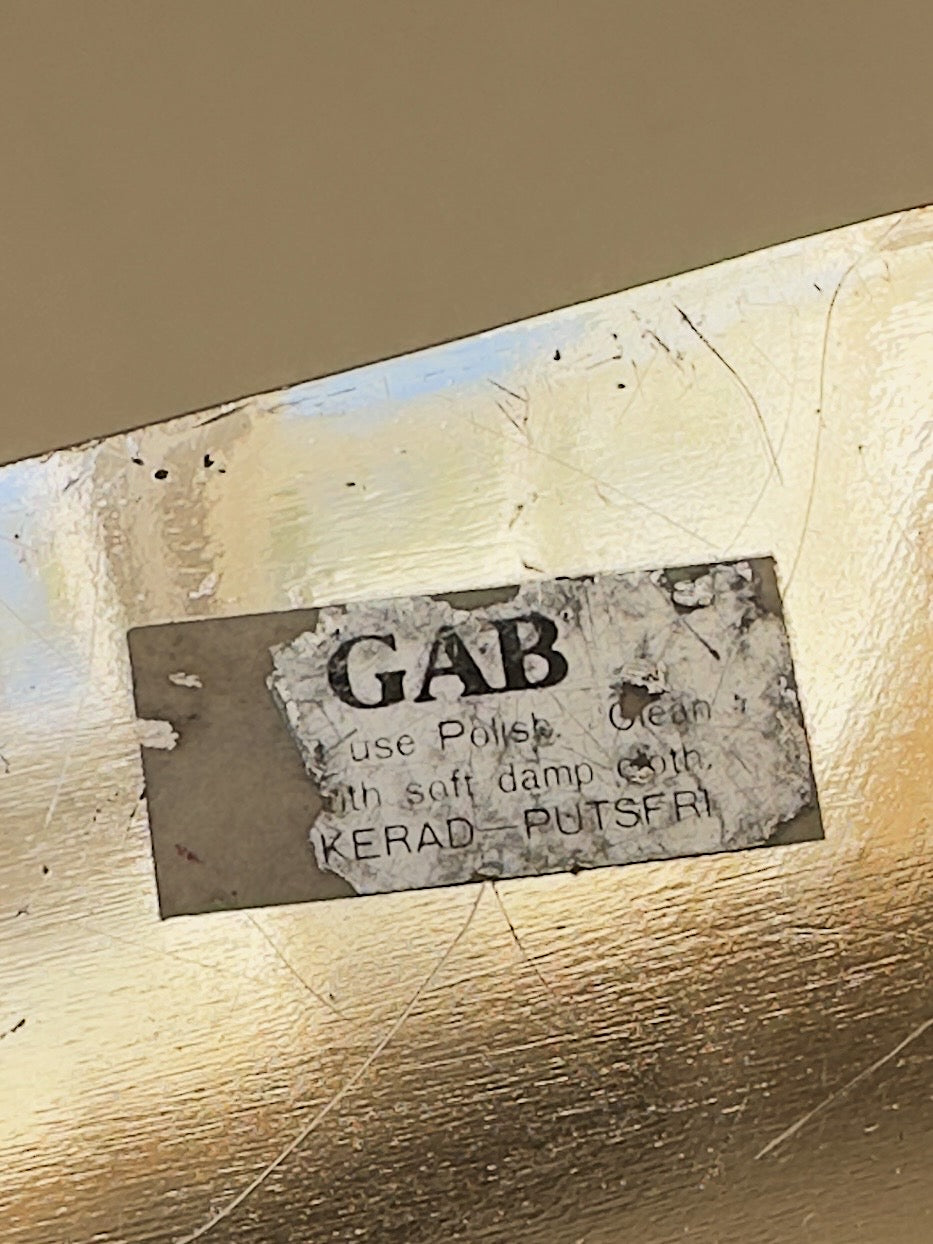 GAB
use Polish. Clean
ith soft damp cloth.
KERAD—PUTSFRI